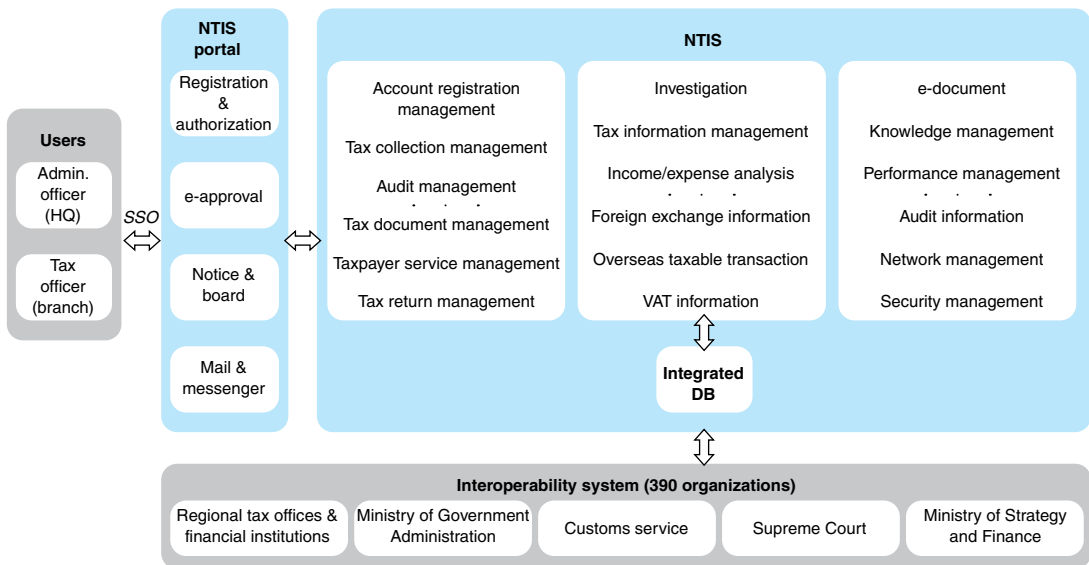 Users
Admin.
officer
(HQ)
Tax
officer
(branch)
SSO
NTIS
portal
Registration
&
authorization
e-approval
Notice &
board
Mail &
messenger
NTIS
Account registration
management
Tax collection management
Audit management
Tax document management
Taxpayer service management
Tax return management
Investigation
Tax information management
Income/expense analysis
Foreign exchange information
Overseas taxable transaction
VAT information
e-document
Knowledge management
Performance management
Audit information
Network management
Security management
Integrated
DB
Interoperability system (390 organizations)
Regional tax offices &
financial institutions
Ministry of Government
Administration
Customs service
Supreme Court
Ministry of Strategy
and Finance